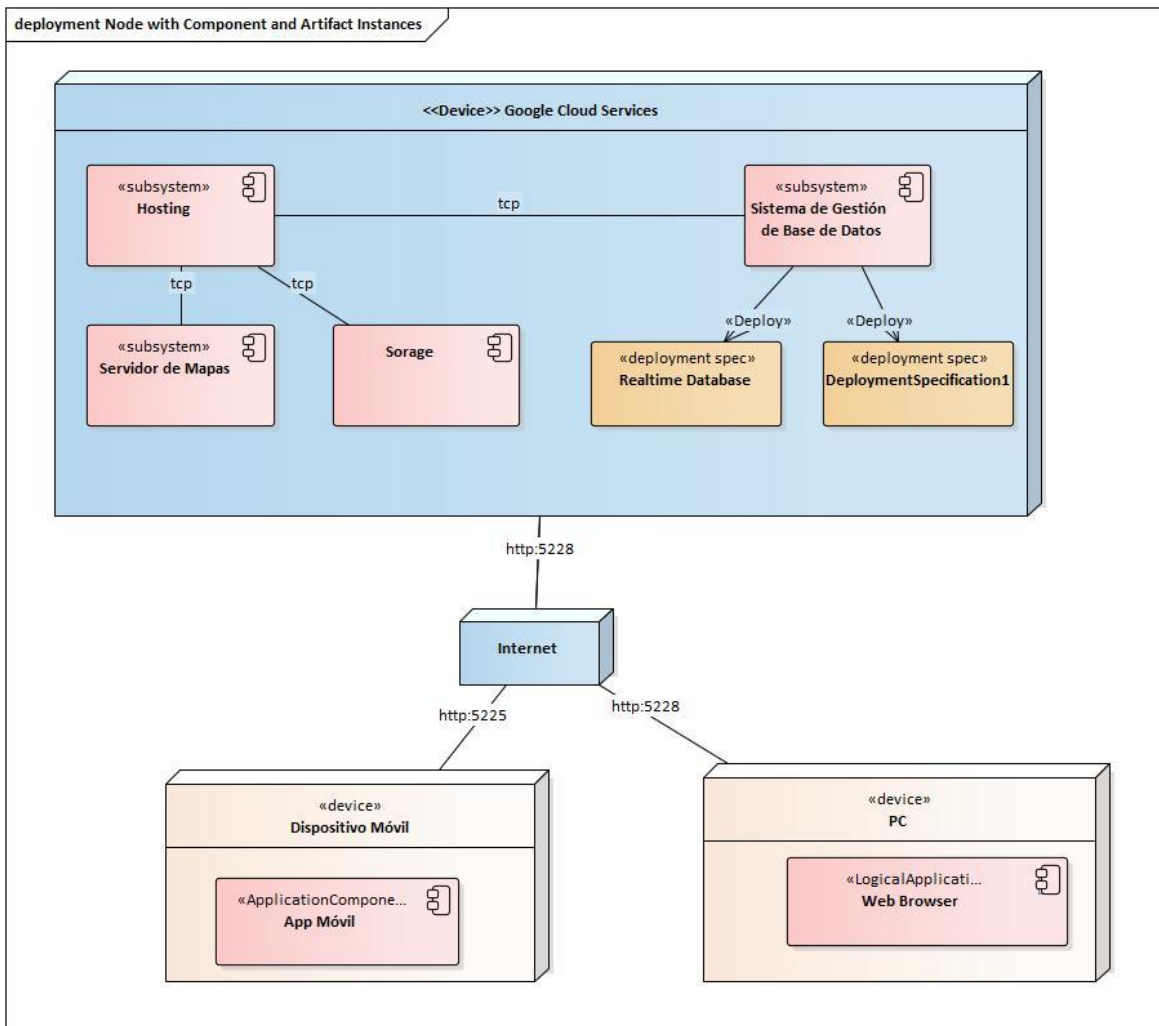 deployment Node with Component and Artifact Instances
<<Device>> Google Cloud Services
«subsystem»
Hosting
tcp
«subsystem»
Sistema de Gestión
de Base de Datos
tcp
tcp
«subsystem»
Servidor de Mapas
Sorage
«Deploy»
«Deploy»
«deployment spec»
Realtime Database
«deployment spec»
DeploymentSpecification1
http:5228
Internet
http:5225
http:5228
«device»
Dispositivo Móvil
«ApplicationCompone...
App Móvil
«device»
PC
«LogicalApplicati...
Web Browser